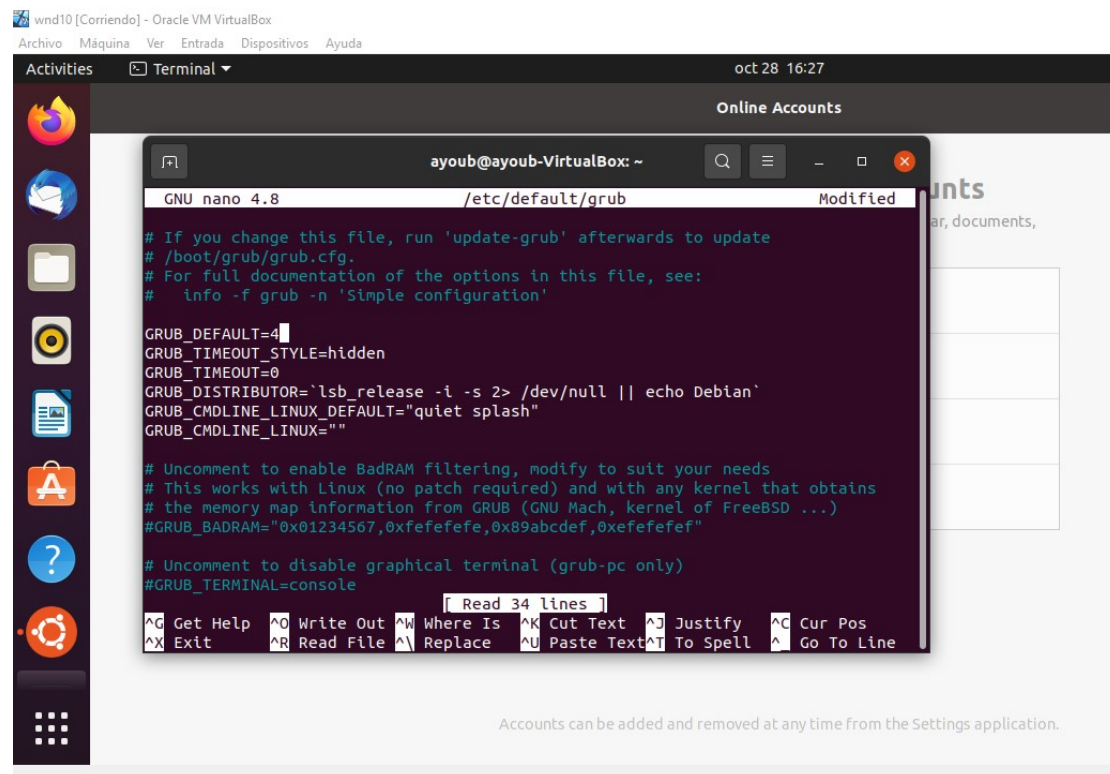 wnd10 [Corriendo] - Oracle VM VirtualBox
Archivo Máquina Ver Entrada Dispositivos Ayuda
Activities Terminal oct 28 16:27
Online Accounts
ayoub@ayoub-VirtualBox: ~
unts
ar, documents,
GNU nano 4.8 /etc/default/grub Modified
# If you change this file, run 'update-grub' afterwards to update
# /boot/grub/grub.cfg.
# For full documentation of the options in this file, see:
#   info -f grub -n 'Simple configuration'
GRUB_DEFAULT=4
GRUB_TIMEOUT_STYLE=hidden
GRUB_TIMEOUT=0
GRUB_DISTRIBUTOR=`lsb_release -i -s 2> /dev/null || echo Debian`
GRUB_CMDLINE_LINUX_DEFAULT="quiet splash"
GRUB_CMDLINE_LINUX=""
# Uncomment to enable BadRAM filtering, modify to suit your needs
# This works with Linux (no patch required) and with any kernel that obtains
# the memory map information from GRUB (GNU Mach, kernel of FreeBSD ...)
#GRUB_BADRAM="0x01234567,0xfefefefe,0x89abcdef,0xefefefef"
# Uncomment to disable graphical terminal (grub-pc only)
#GRUB_TERMINAL=console
[ Read 34 lines ]
^G Get Help ^O Write Out ^W Where Is ^K Cut Text ^J Justify ^C Cur Pos
^X Exit ^R Read File ^\ Replace ^U Paste Text ^T To Spell ^_ Go To Line
Accounts can be added and removed at any time from the Settings application.